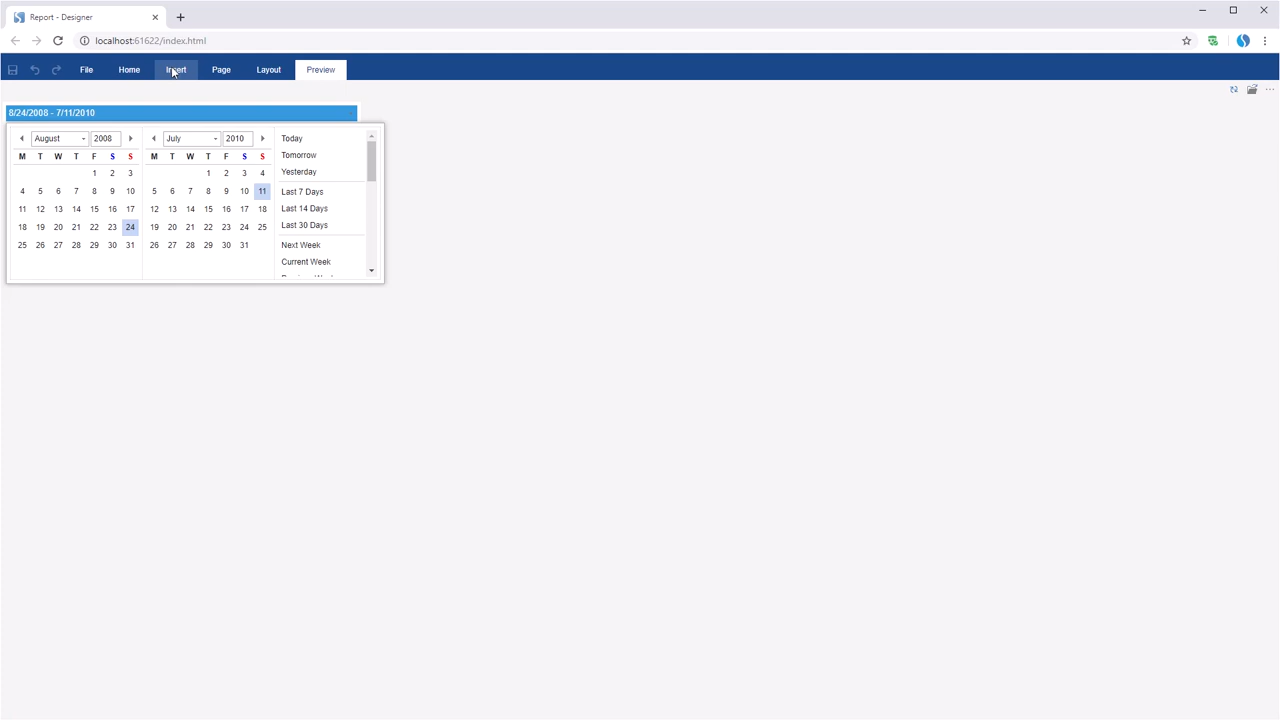 Report - Designer
localhost:61622/index.html
File Home Insert Page Layout Preview
8/24/2008 - 7/11/2010
August 2008 July 2010 Today
M T W T F S S M T W T F S S Tomorrow
1 2 3 1 2 3 4 Yesterday
4 5 6 7 8 9 10 5 6 7 8 9 10 11 Last 7 Days
11 12 13 14 15 16 17 12 13 14 15 16 17 18 Last 14 Days
18 19 20 21 22 23 24 19 20 21 22 23 24 25 Last 30 Days
25 26 27 28 29 30 31 26 27 28 29 30 31 Next Week
Current Week